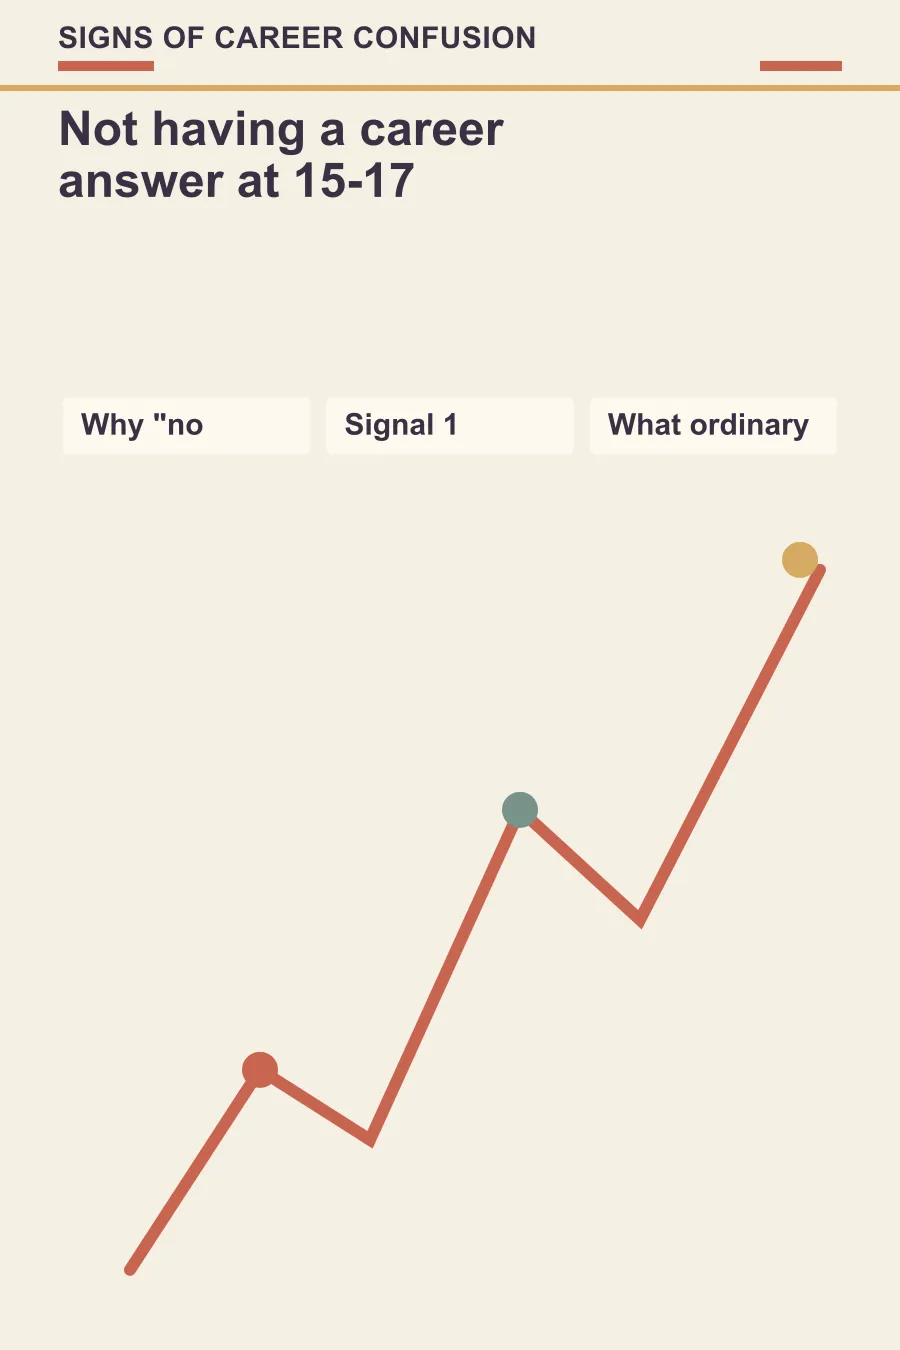 SIGNS OF CAREER CONFUSION
Not having a career
answer at 15-17
Why "no
Signal 1
What ordinary